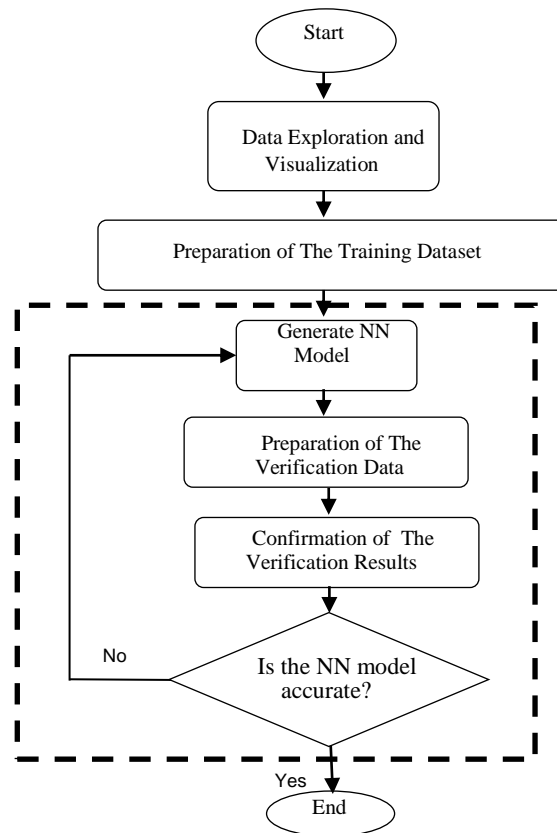 Start
Data Exploration and
Visualization
Preparation of The Training Dataset
Generate NN
Model
Preparation of The
Verification Data
Confirmation of The
Verification Results
Is the NN model
accurate?
No
Yes
End